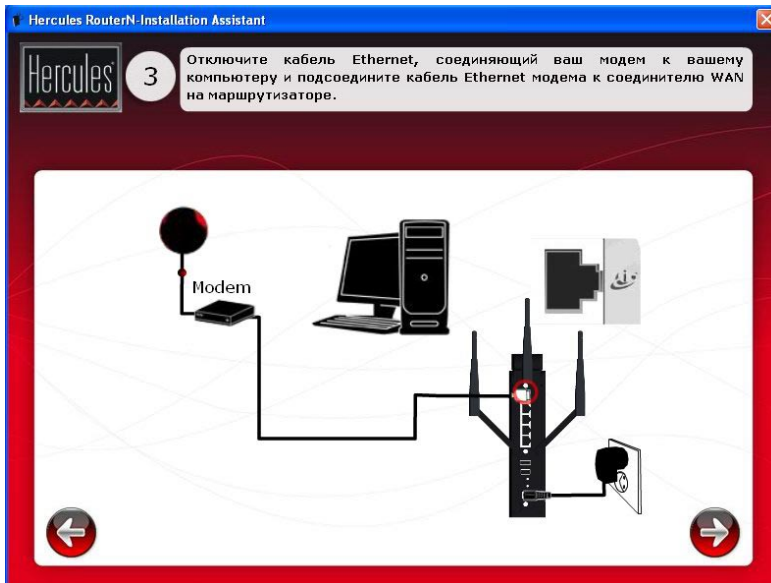 Hercules RouterN-Installation Assistant
Hercules
3
Отключите кабель Ethernet, соединяющий ваш модем к вашему
компьютеру и подсоедините кабель Ethernet модема к соединителю WAN
на маршрутизаторе.
Modem